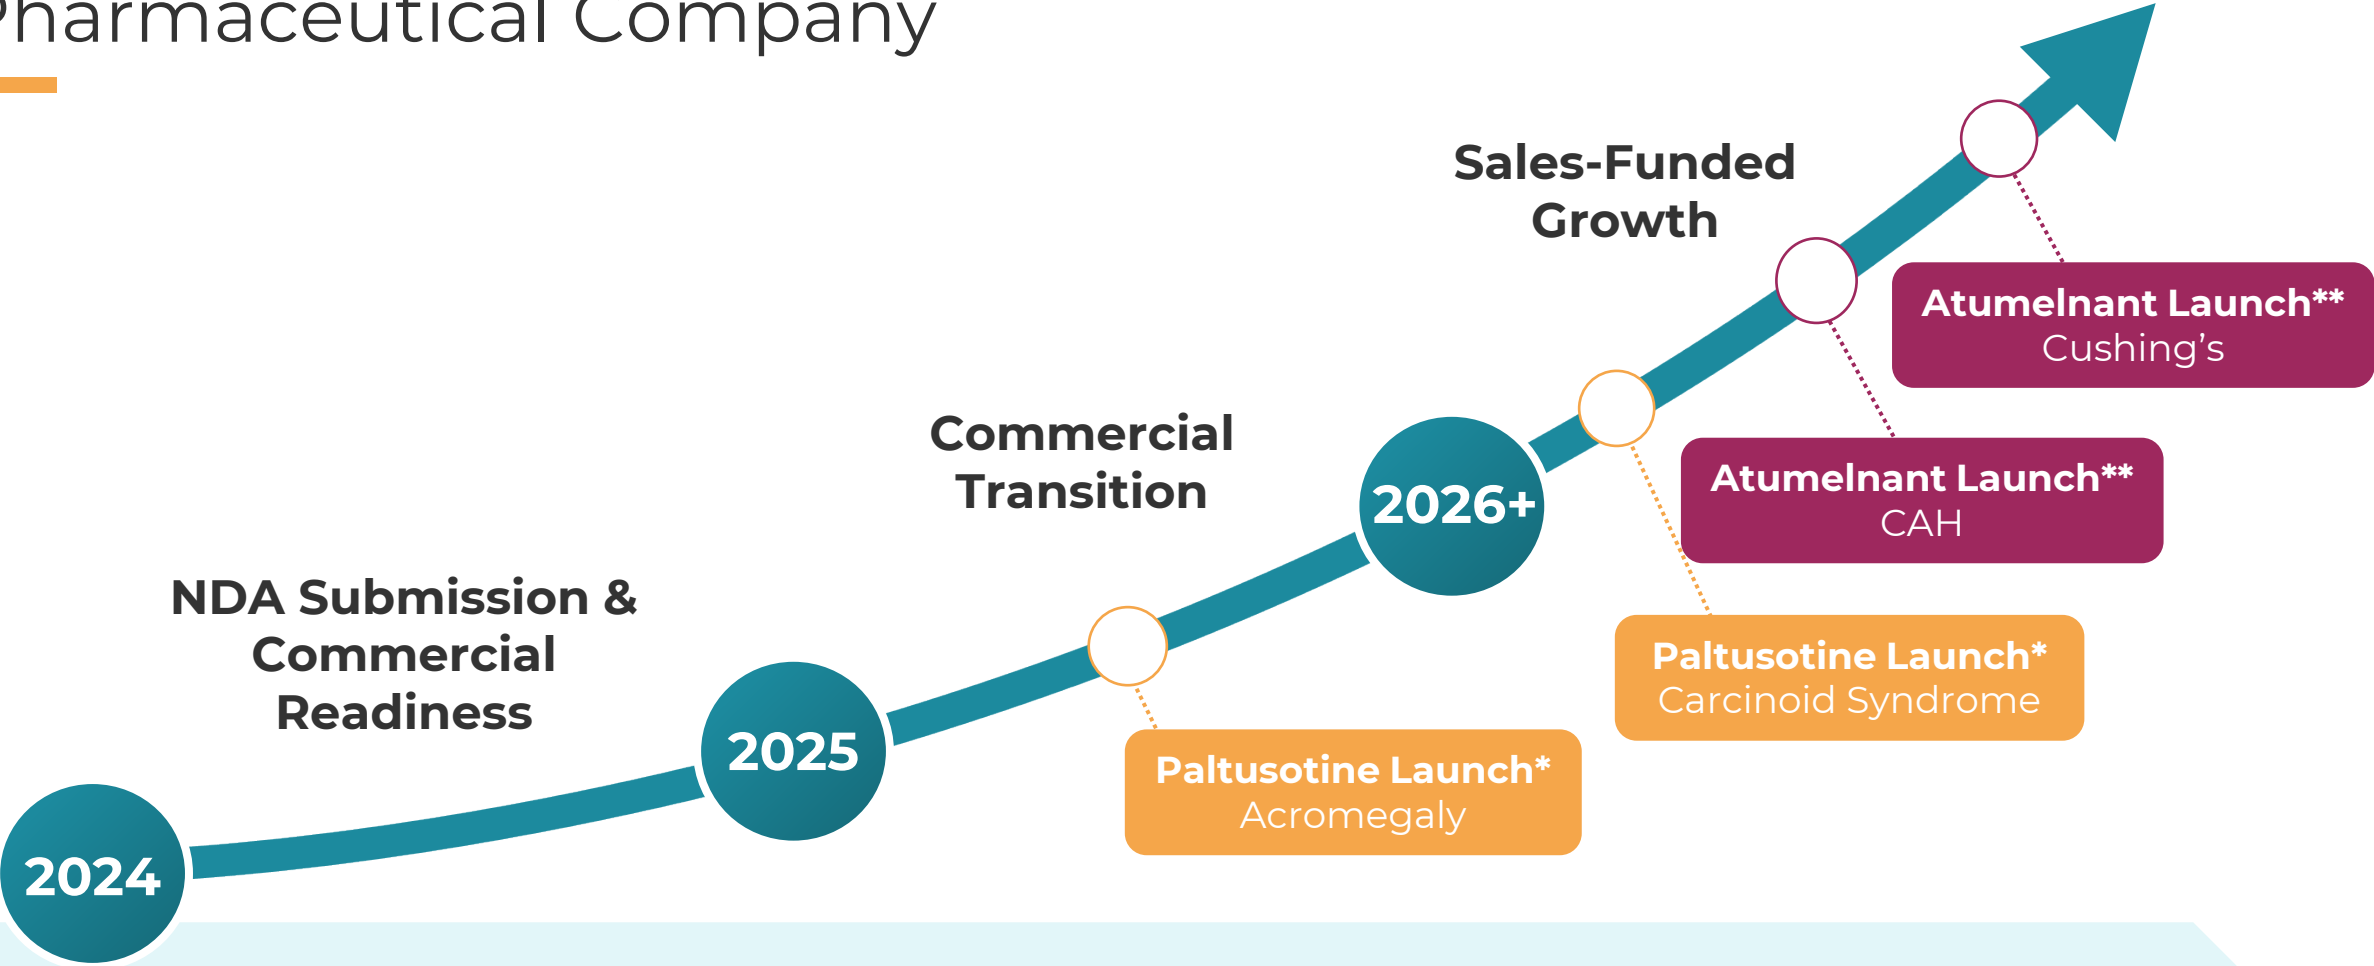 Pharmaceutical Company
Sales-Funded
Growth
Atumelnant Launch**
Cushing’s
Commercial
Transition
2026+
Atumelnant Launch**
CAH
NDA Submission &
Commercial
Readiness
Paltusotine Launch*
Carcinoid Syndrome
2025
Paltusotine Launch*
Acromegaly
2024